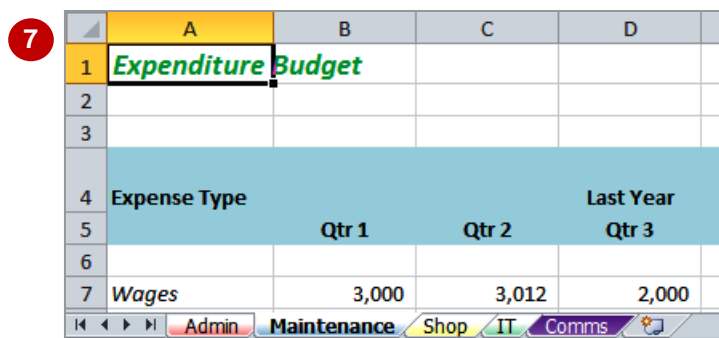 7
A B C D
1 Expenditure Budget
2
3
4 Expense Type Last Year
5 Qtr 1 Qtr 2 Qtr 3
6
7 Wages 3,000 3,012 2,000
Admin Maintenance Shop IT Comms